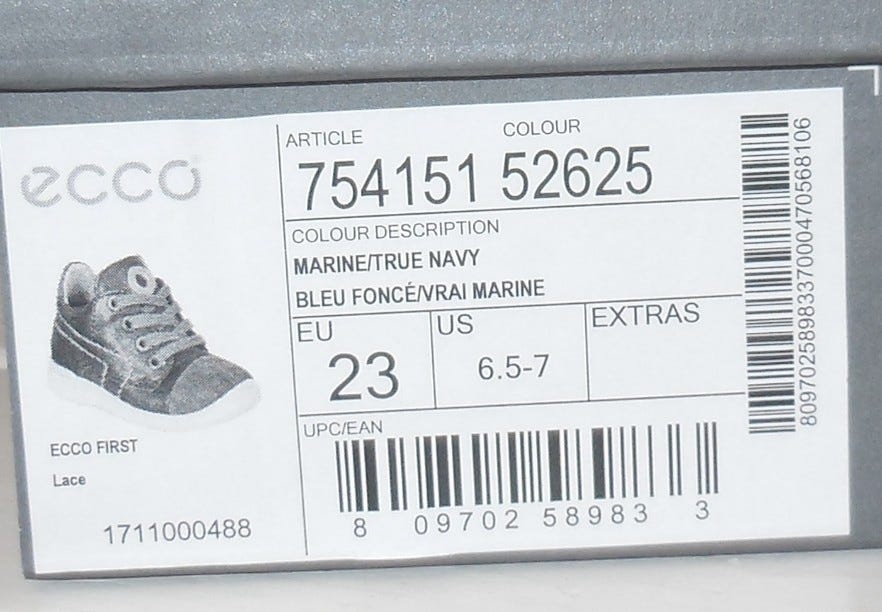 ecco
ARTICLE COLOUR
754151 52625
COLOUR DESCRIPTION
MARINE/TRUE NAVY
BLEU FONCÉ/VRAI MARINE
EU US EXTRAS
23 6.5-7
UPC/EAN
8 09702 58983 3
ECCO FIRST
Lace
1711000488
80970258983370004705681​06